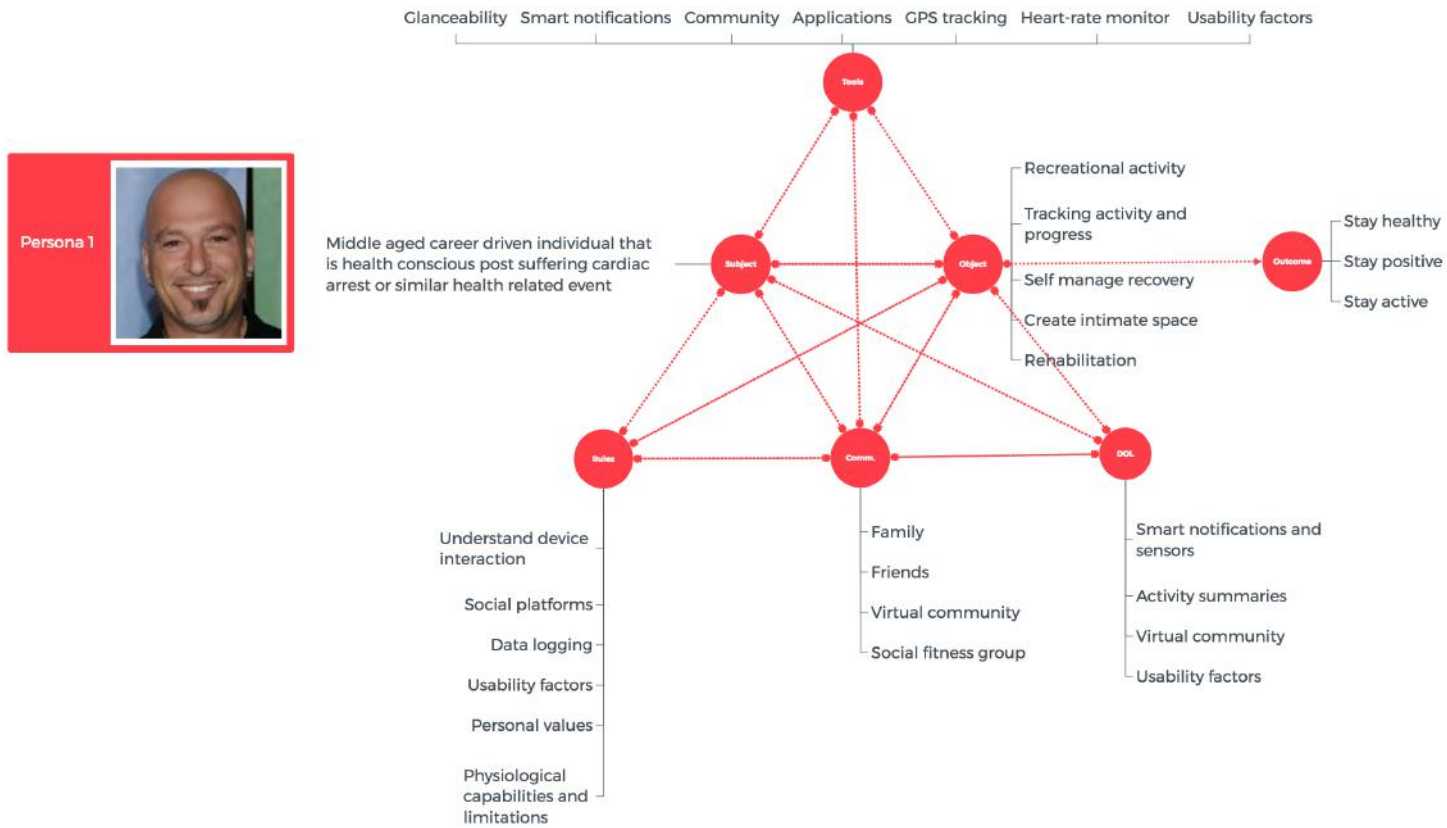 Glanceability Smart notifications Community Applications GPS tracking Heart-rate monitor Usability factors
Tools
Persona 1
Middle aged career driven individual that
is health conscious post suffering cardiac
arrest or similar health related event
Subject
Object
Recreational activity
Tracking activity and
progress
Self manage recovery
Create intimate space
Rehabilitation
Outcome
Stay healthy
Stay positive
Stay active
Rules
Understand device
interaction
Social platforms
Data logging
Usability factors
Personal values
Physiological
capabilities and
limitations
Comm.
Family
Friends
Virtual community
Social fitness group
DOL
Smart notifications and
sensors
Activity summaries
Virtual community
Usability factors